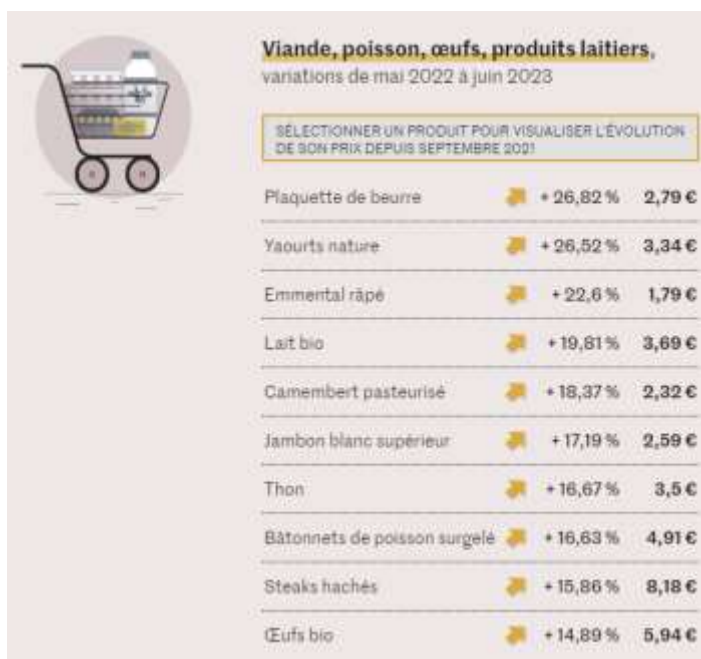 Viande, poisson, œufs, produits laitiers,
variations de mai 2022 à juin 2023
SÉLECTIONNER UN PRODUIT POUR VISUALISER L'ÉVOLUTION
DE SON PRIX DEPUIS SEPTEMBRE 2021
Plaquette de beurre + 26,82 % 2,79 €
Yaourts nature + 26,52 % 3,34 €
Emmental râpé + 22,6 % 1,79 €
Lait bio + 19,81 % 3,69 €
Camembert pasteurisé + 18,37 % 2,32 €
Jambon blanc supérieur + 17,19 % 2,59 €
Thon + 16,67 % 3,5 €
Bâtonnets de poisson surgelé + 16,63 % 4,91 €
Steaks hachés + 15,86 % 8,18 €
Œufs bio + 14,89 % 5,94 €